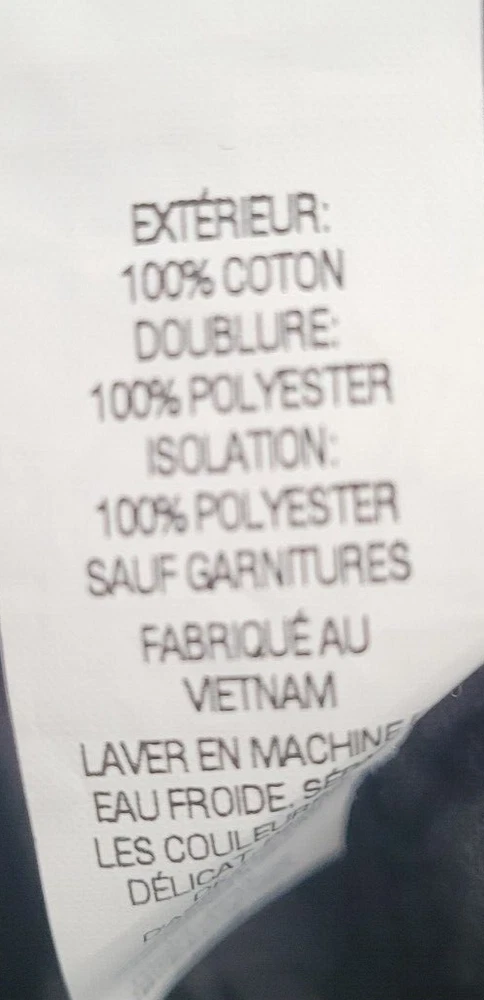 EXTÉRIEUR:
100% COTON
DOUBLURE:
100% POLYESTER
ISOLATION:
100% POLYESTER
SAUF GARNITURES
FABRIQUÉ AU
VIETNAM
LAVER EN MACHINE
EAU FROIDE.
LES